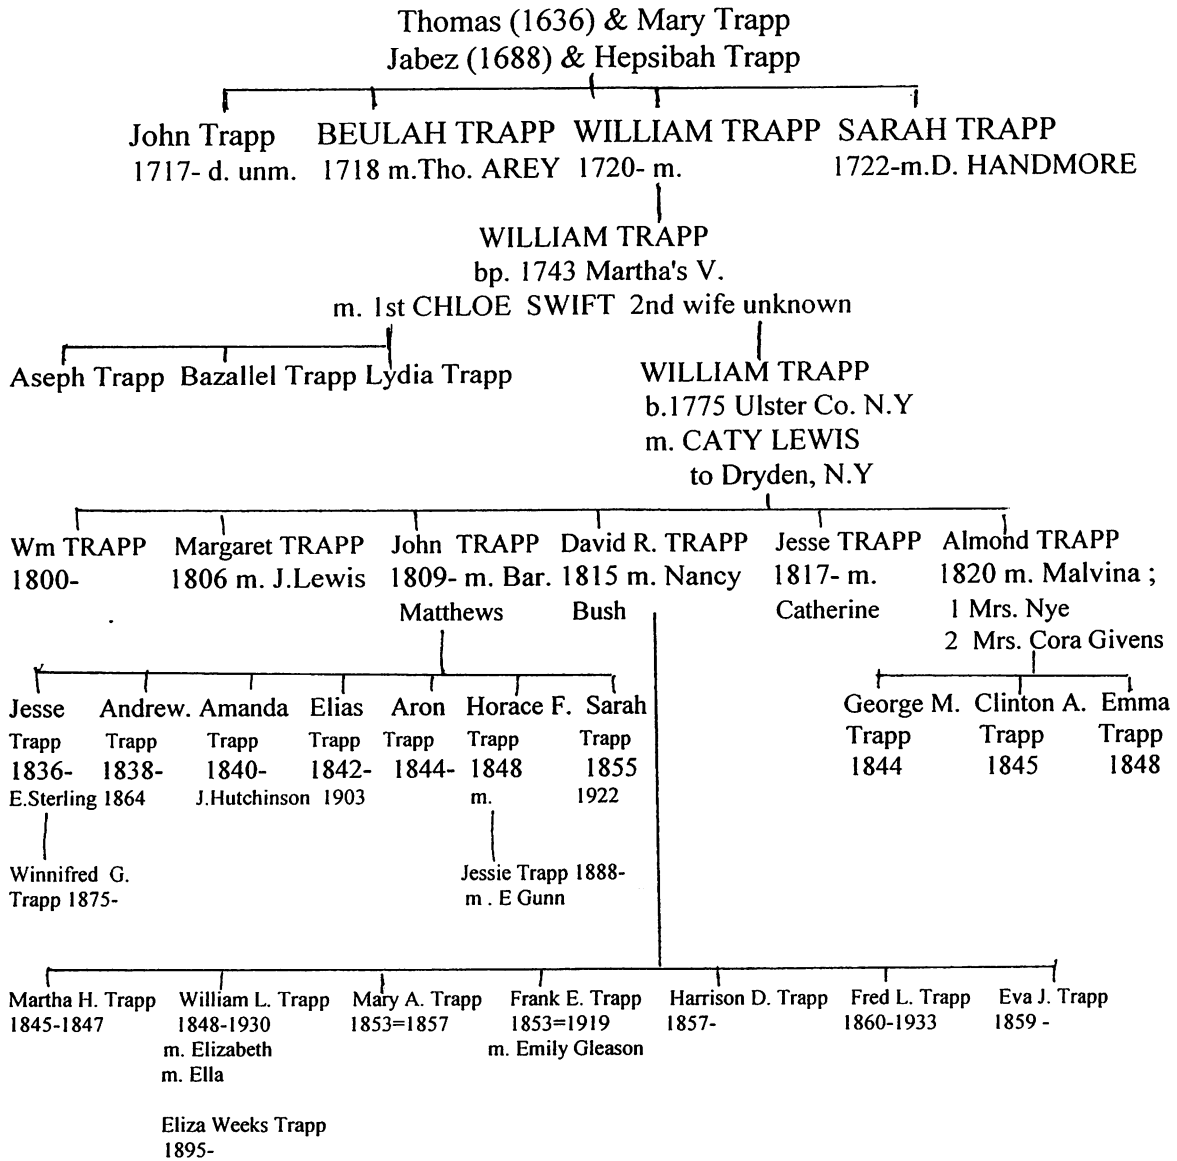 Thomas (1636) & Mary Trapp
Jabez (1688) & Hepsibah Trapp
John Trapp BEULAH TRAPP WILLIAM TRAPP SARAH TRAPP
1717- d. unm. 1718 m.Tho. AREY 1720- m. 1722-m.D. HANDMORE
WILLIAM TRAPP
bp. 1743 Martha's V.
m. 1st CHLOE SWIFT 2nd wife unknown
Aseph Trapp Bazallel Trapp Lydia Trapp WILLIAM TRAPP
b.1775 Ulster Co. N.Y
m. CATY LEWIS
to Dryden, N.Y
Wm TRAPP Margaret TRAPP John TRAPP David R. TRAPP Jesse TRAPP Almond TRAPP
1800- 1806 m. J.Lewis 1809- m. Bar. 1815 m. Nancy 1817- m. 1820 m. Malvina ;
Matthews Bush Catherine 1 Mrs. Nye
2 Mrs. Cora Givens
Jesse Andrew. Amanda Elias Aron Horace F. Sarah George M. Clinton A. Emma
Trapp Trapp Trapp Trapp Trapp Trapp Trapp Trapp Trapp Trapp
1836- 1838- 1840- 1842- 1844- 1848 1855 1844 1845 1848
E.Sterling 1864 J.Hutchinson 1903 m. 1922
Winnifred G. Jessie Trapp 1888-
Trapp 1875- m . E Gunn
Martha H. Trapp William L. Trapp Mary A. Trapp Frank E. Trapp Harrison D. Trapp Fred L. Trapp Eva J. Trapp
1845-1847 1848-1930 1853=1857 1853=1919 1857- 1860-1933 1859 -
m. Elizabeth m. Emily Gleason
m. Ella
Eliza Weeks Trapp
1895-